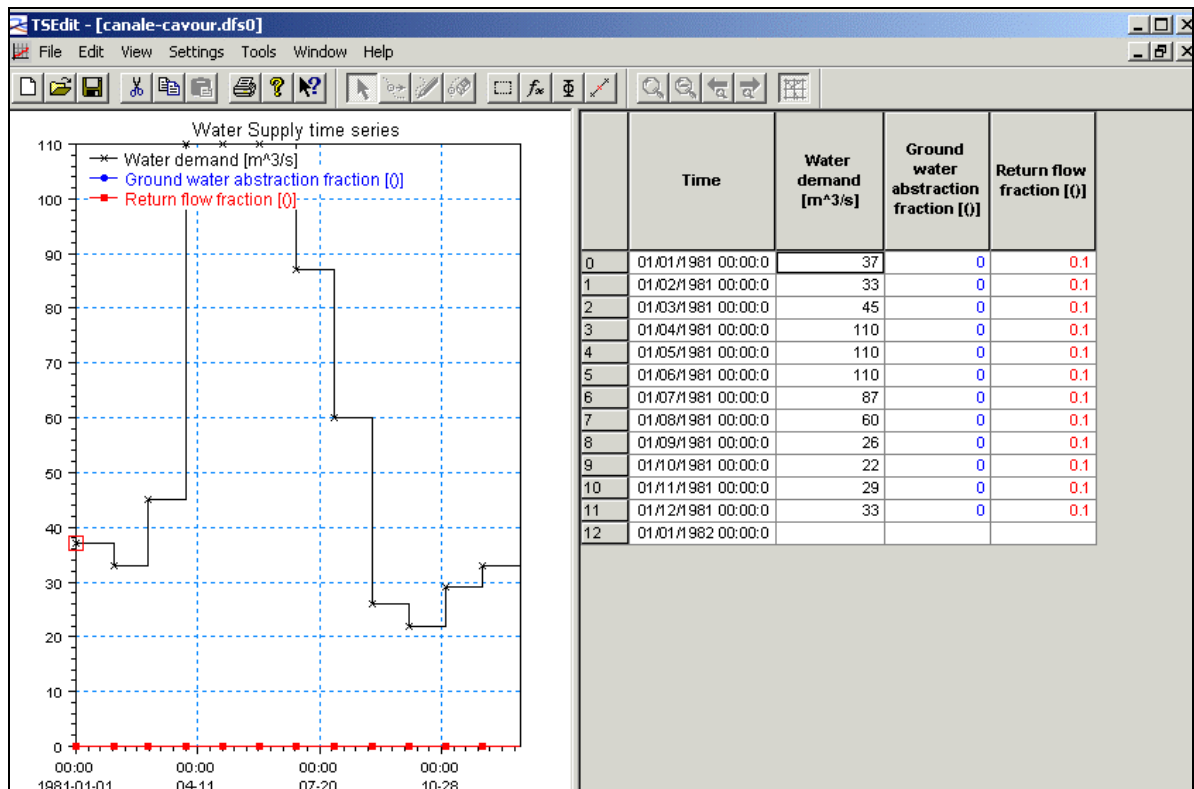 TSEdit - [canale-cavour.dfs0]
File Edit View Settings Tools Window Help
Water Supply time series
Water demand [m^3/s]
Ground water abstraction fraction [()]
Return flow fraction [()]
110
100
90
80
70
60
50
40
30
20
10
0
00:00 00:00 00:00 00:00
1981-01-01 04-11 07-20 10-28
Time
Water
demand
[m^3/s]
Ground
water
abstraction
fraction [()]
Return flow
fraction [()]
0 01/01/1981 00:00:0 37 0 0.1
1 01/02/1981 00:00:0 33 0 0.1
2 01/03/1981 00:00:0 45 0 0.1
3 01/04/1981 00:00:0 110 0 0.1
4 01/05/1981 00:00:0 110 0 0.1
5 01/06/1981 00:00:0 110 0 0.1
6 01/07/1981 00:00:0 87 0 0.1
7 01/08/1981 00:00:0 60 0 0.1
8 01/09/1981 00:00:0 26 0 0.1
9 01/10/1981 00:00:0 22 0 0.1
10 01/11/1981 00:00:0 29 0 0.1
11 01/12/1981 00:00:0 33 0 0.1
12 01/01/1982 00:00:0